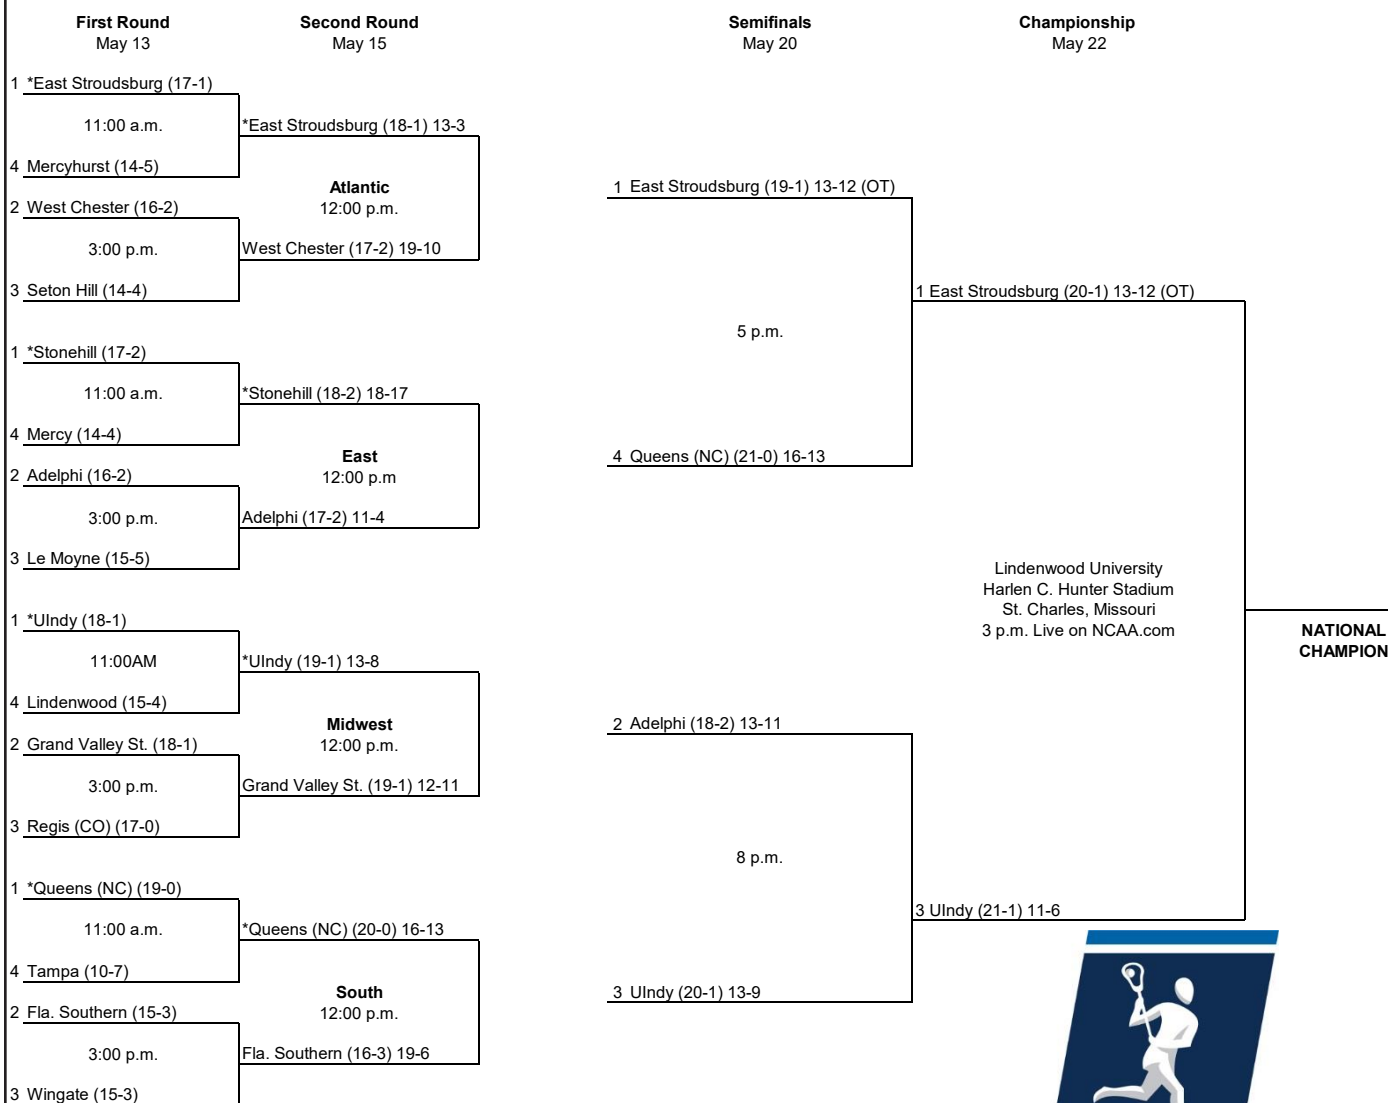 First Round
May 13
Second Round
May 15
Semifinals
May 20
Championship
May 22
1 *East Stroudsburg (17-1)
11:00 a.m.
4 Mercyhurst (14-5)
2 West Chester (16-2)
3:00 p.m.
3 Seton Hill (14-4)
1 *Stonehill (17-2)
11:00 a.m.
4 Mercy (14-4)
2 Adelphi (16-2)
3:00 p.m.
3 Le Moyne (15-5)
1 *UIndy (18-1)
11:00AM
4 Lindenwood (15-4)
2 Grand Valley St. (18-1)
3:00 p.m.
3 Regis (CO) (17-0)
1 *Queens (NC) (19-0)
11:00 a.m.
4 Tampa (10-7)
2 Fla. Southern (15-3)
3:00 p.m.
3 Wingate (15-3)
*East Stroudsburg (18-1) 13-3
Atlantic
12:00 p.m.
West Chester (17-2) 19-10
*Stonehill (18-2) 18-17
East
12:00 p.m
Adelphi (17-2) 11-4
*UIndy (19-1) 13-8
Midwest
12:00 p.m.
Grand Valley St. (19-1) 12-11
*Queens (NC) (20-0) 16-13
South
12:00 p.m.
Fla. Southern (16-3) 19-6
1 East Stroudsburg (19-1) 13-12 (OT)
5 p.m.
4 Queens (NC) (21-0) 16-13
2 Adelphi (18-2) 13-11
8 p.m.
3 UIndy (20-1) 13-9
1 East Stroudsburg (20-1) 13-12 (OT)
Lindenwood University
Harlen C. Hunter Stadium
St. Charles, Missouri
3 p.m. Live on NCAA.com
3 UIndy (21-1) 11-6
NATIONAL
CHAMPION